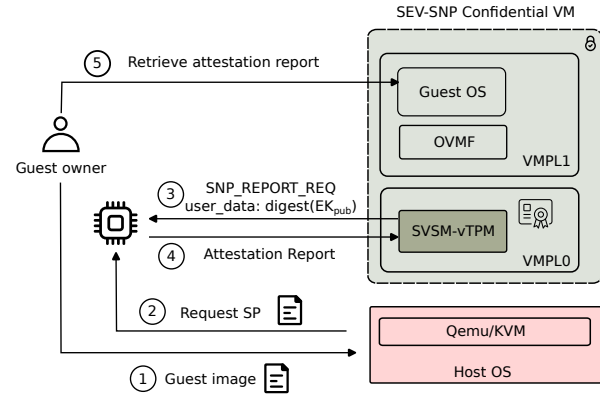 SEV-SNP Confidential VM
5 Retrieve attestation report
Guest OS
OVMF
VMPL1
Guest owner
3 SNP_REPORT_REQ
user_data: digest(EKpub)
SVSM-vTPM
4 Attestation Report
VMPL0
2 Request SP
Qemu/KVM
Host OS
1 Guest image